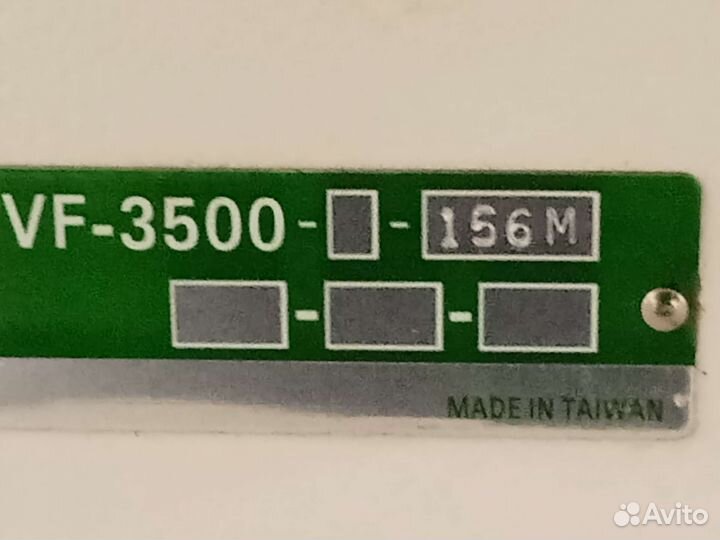 VF-3500--156M
--
MADE IN TAIWAN
Avito